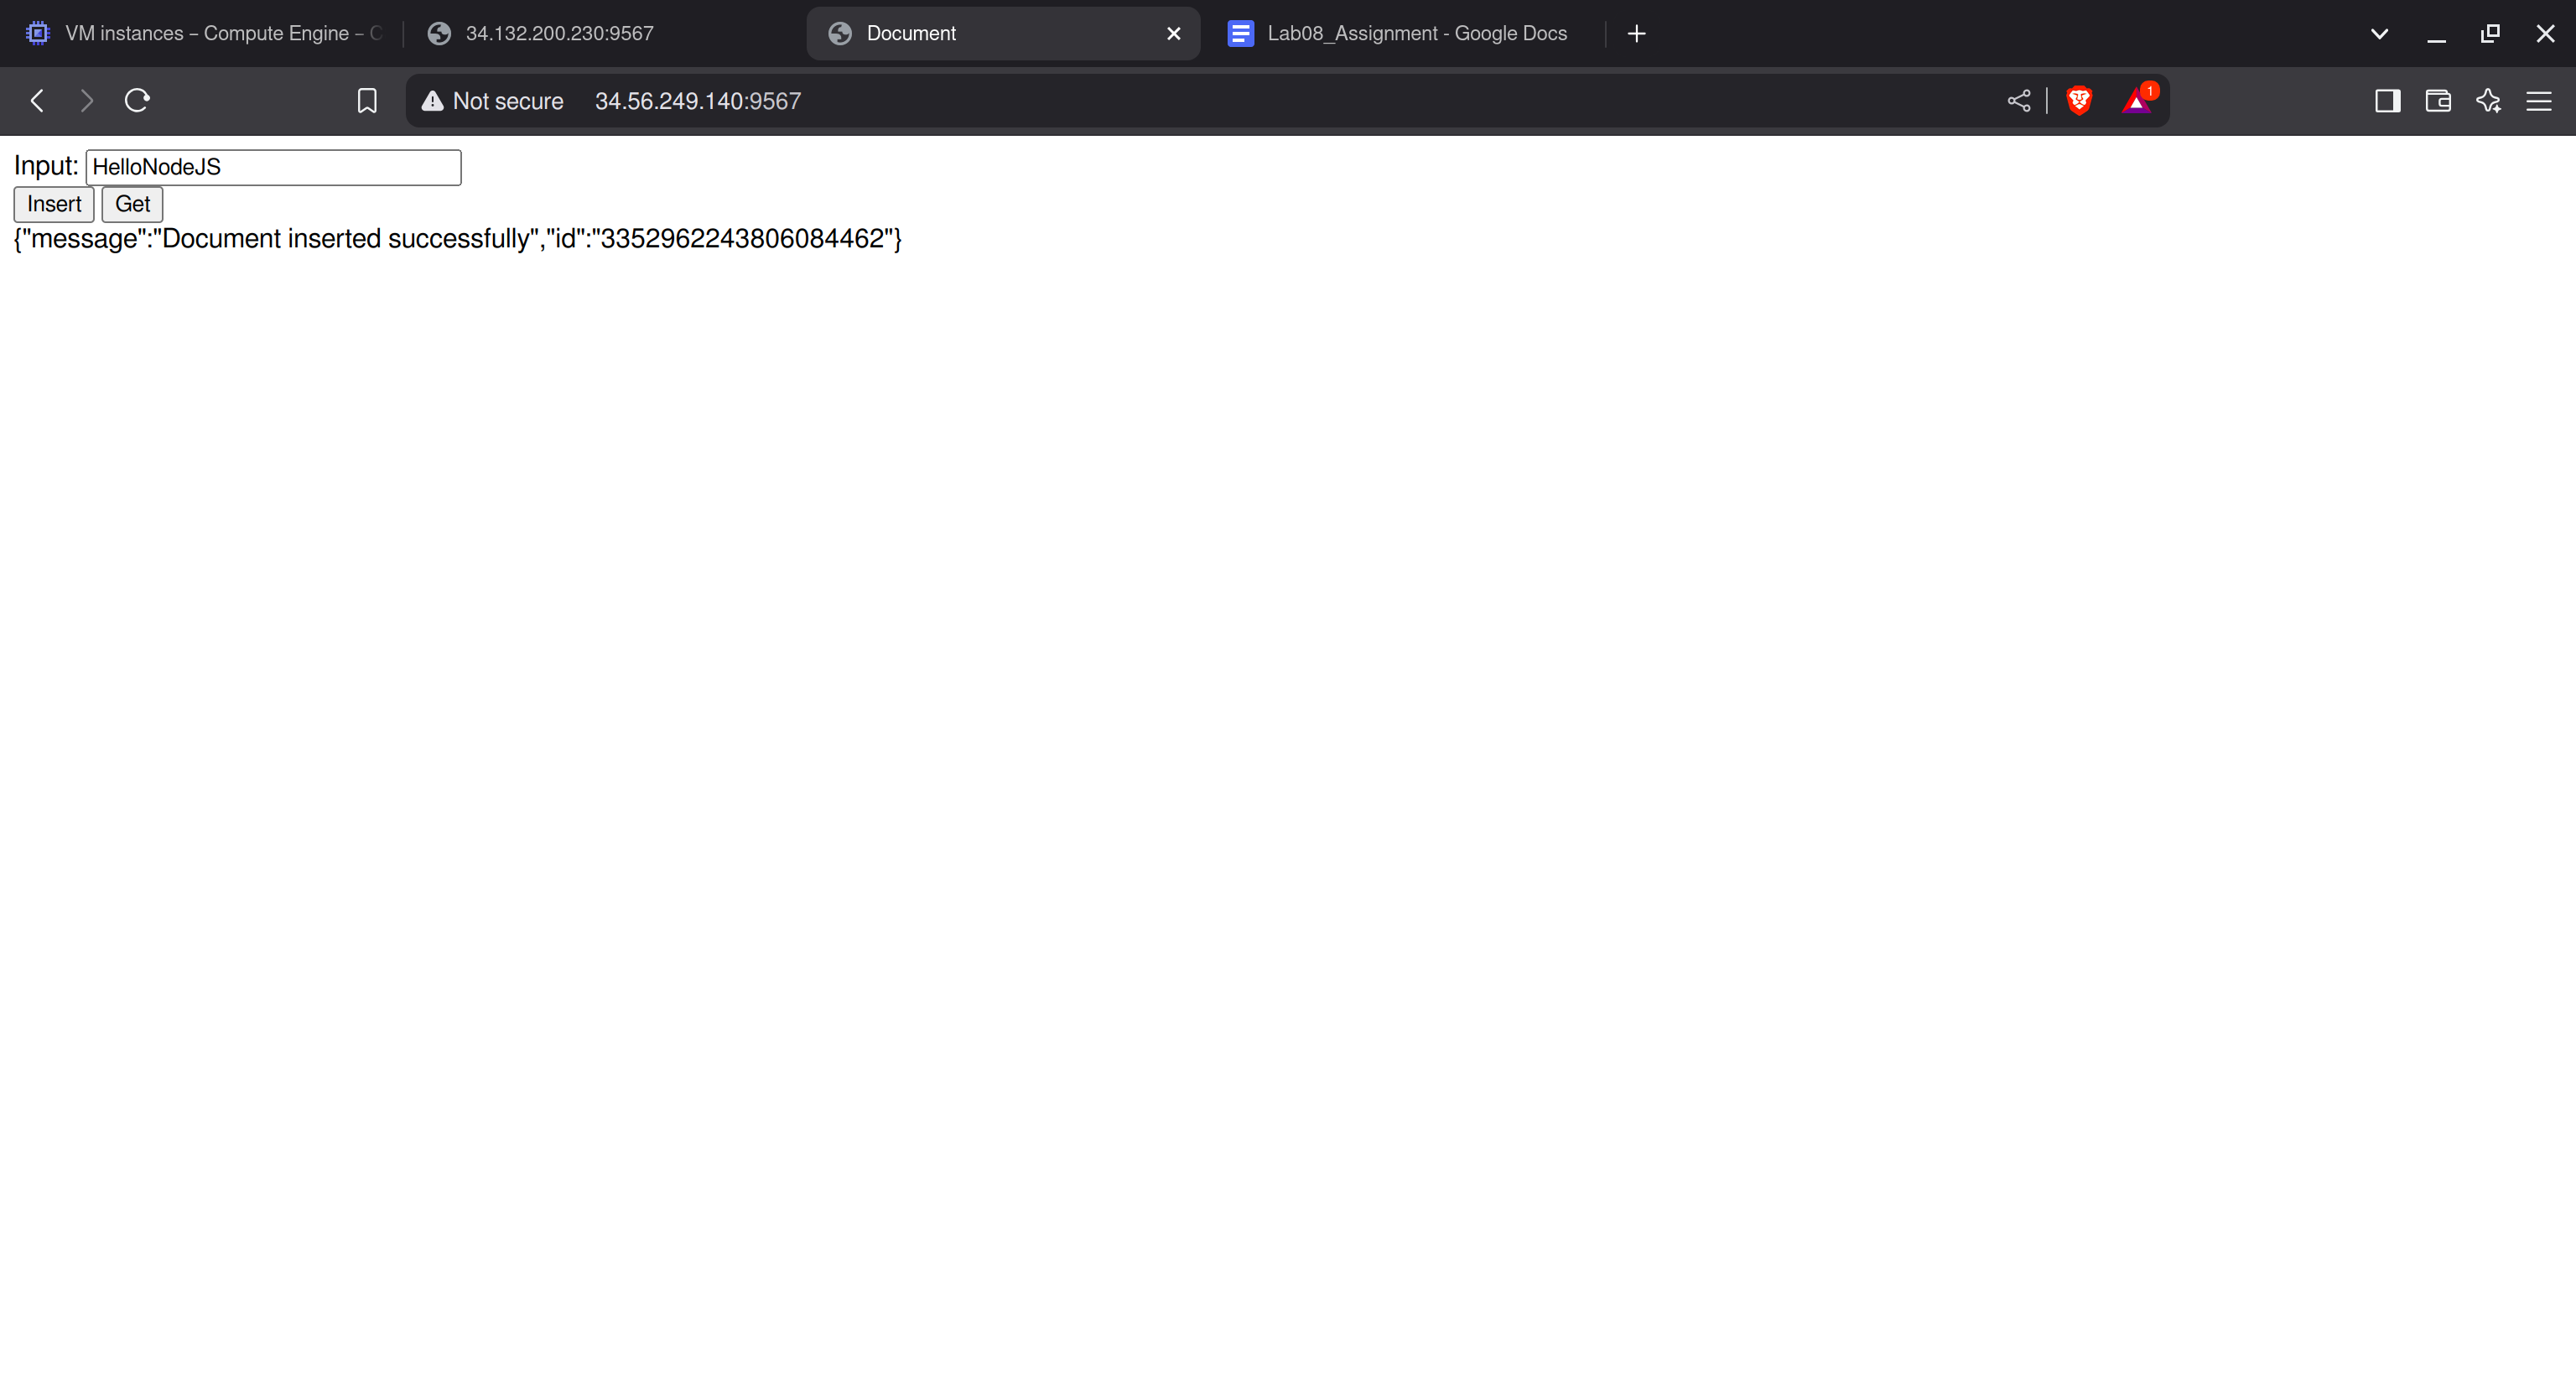 VM instances – Compute Engine – C
34.132.200.230:9567
Document
Lab08_Assignment - Google Docs
Not secure 34.56.249.140:9567
1
Input: HelloNodeJS
Insert Get
{"message":"Document inserted successfully","id":"3352962243806084462"}